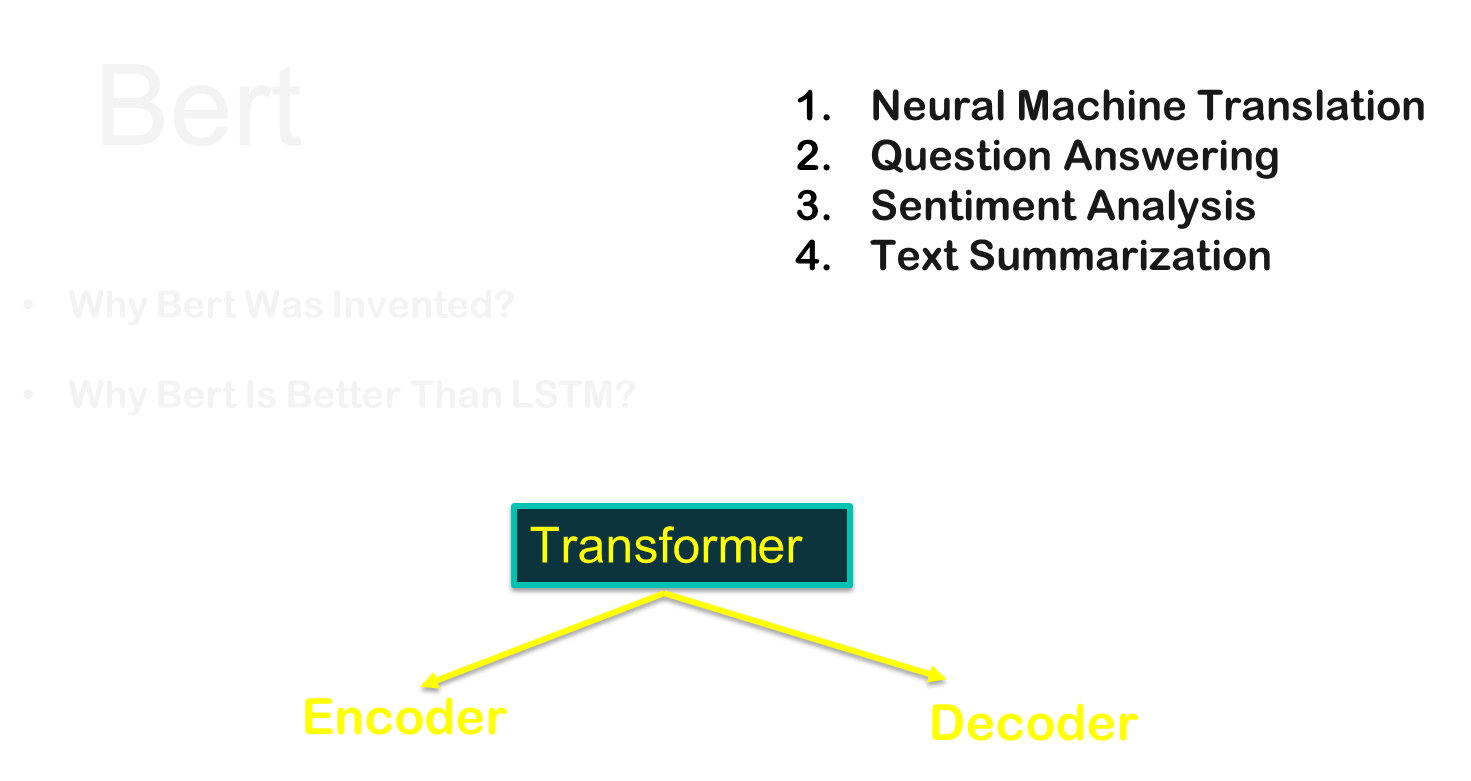 Bert
1. Neural Machine Translation
2. Question Answering
3. Sentiment Analysis
4. Text Summarization
• Why Bert Was Invented?
• Why Bert Is Better Than LSTM?
Transformer
Encoder
Decoder